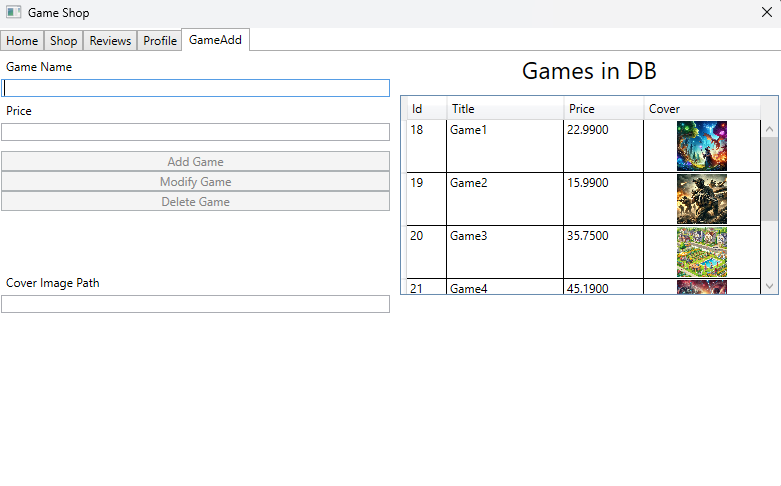 Game Shop
Home Shop Reviews Profile GameAdd
Game Name
Price
Add Game
Modify Game
Delete Game
Cover Image Path
Games in DB
Id Title Price Cover
18 Game1 22.9900
19 Game2 15.9900
20 Game3 35.7500
21 Game4 45.1900